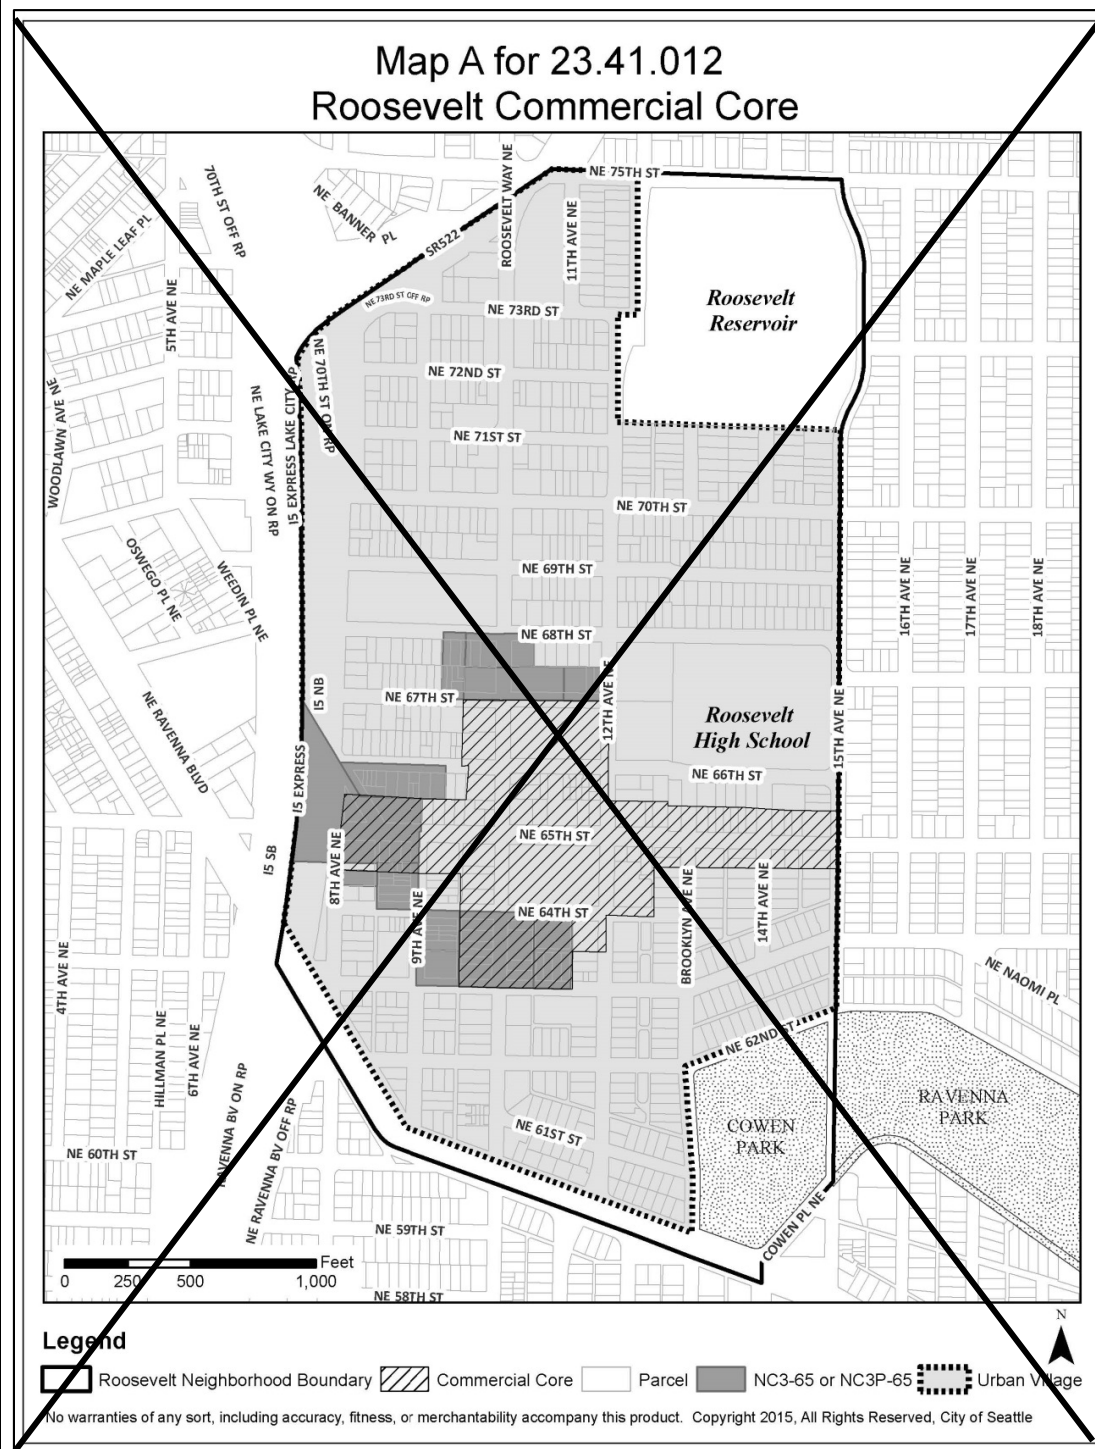 Map A for 23.41.012
Roosevelt Commercial Core
NE 75TH ST
ROOSEVELT WAY NE
70TH ST OFF RP
NE BANNER PL
NE MAPLE LEAF PL
SR522
11TH AVE NE
5TH AVE NE
NE 73RD ST OFF RP
NE 73RD ST
Roosevelt
Reservoir
NE 70TH ST ON RP
NE 72ND ST
WOODLAWN AVE NE
NE LAKE CITY WY ON RP
I5 EXPRESS LAKE CITY RP
NE 71ST ST
NE 70TH ST
OSWEGO PL NE
WEEDIN PL NE
NE 69TH ST
16TH AVE NE
17TH AVE NE
18TH AVE NE
NE 68TH ST
NE RAVENNA BLVD
I5 NB
NE 67TH ST
12TH AVE NE
Roosevelt
High School
15TH AVE NE
I5 EXPRESS
NE 66TH ST
I5 SB
8TH AVE NE
NE 65TH ST
9TH AVE NE
NE 64TH ST
BROOKLYN AVE NE
14TH AVE NE
4TH AVE NE
HILLMAN PL NE
6TH AVE NE
NE NAOMI PL
NE 62ND ST
RAVENNA BV ON RP
NE RAVENNA BV OFF RP
RAVENNA
PARK
COWEN
PARK
NE 61ST ST
NE 60TH ST
COWEN PL NE
NE 59TH ST
NE 58TH ST
Feet
0 250 500 1,000
N
Legend
Roosevelt Neighborhood Boundary Commercial Core Parcel NC3-65 or NC3P-65 Urban Village
No warranties of any sort, including accuracy, fitness, or merchantability accompany this product. Copyright 2015, All Rights Reserved, City of Seattle